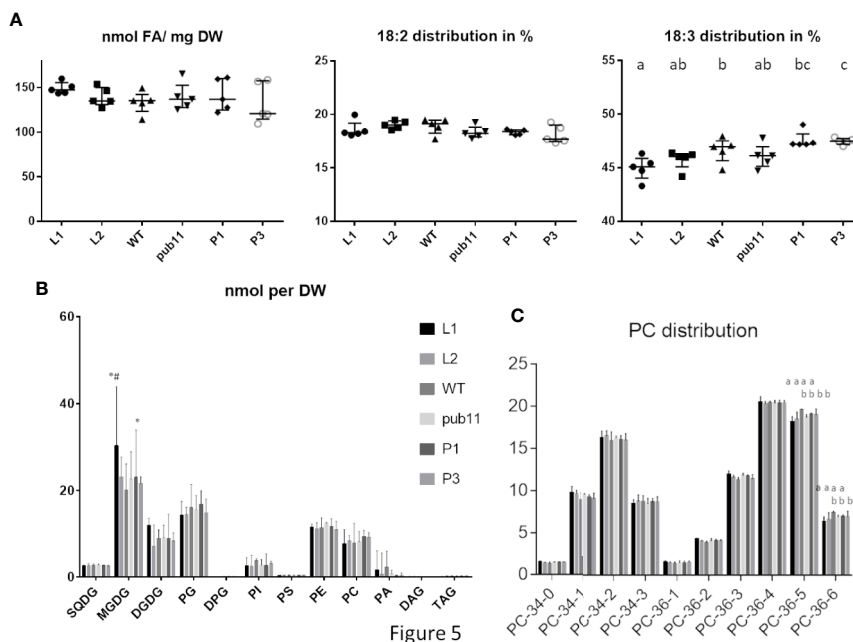 A
nmol FA/ mg DW
18:2 distribution in %
18:3 distribution in %
150
100
50
0
L1 L2 WT pub11 P1 P3
25
20
15
10
L1 L2 WT pub11 P1 P3
55
50
45
40
a ab b ab bc c
L1 L2 WT pub11 P1 P3
B
nmol per DW
60
40
20
0
*#
*
L1
L2
WT
pub11
P1
P3
SQDG MGDG DGDG PG DPG PI PS PE PC PA DAG TAG
C
PC distribution
25
20
15
10
5
0
a a a a
b b b b
a a a a
b b b
PC-34-0 PC-34-1 PC-34-2 PC-34-3 PC-36-1 PC-36-2 PC-36-3 PC-36-4 PC-36-5 PC-36-6
Figure 5